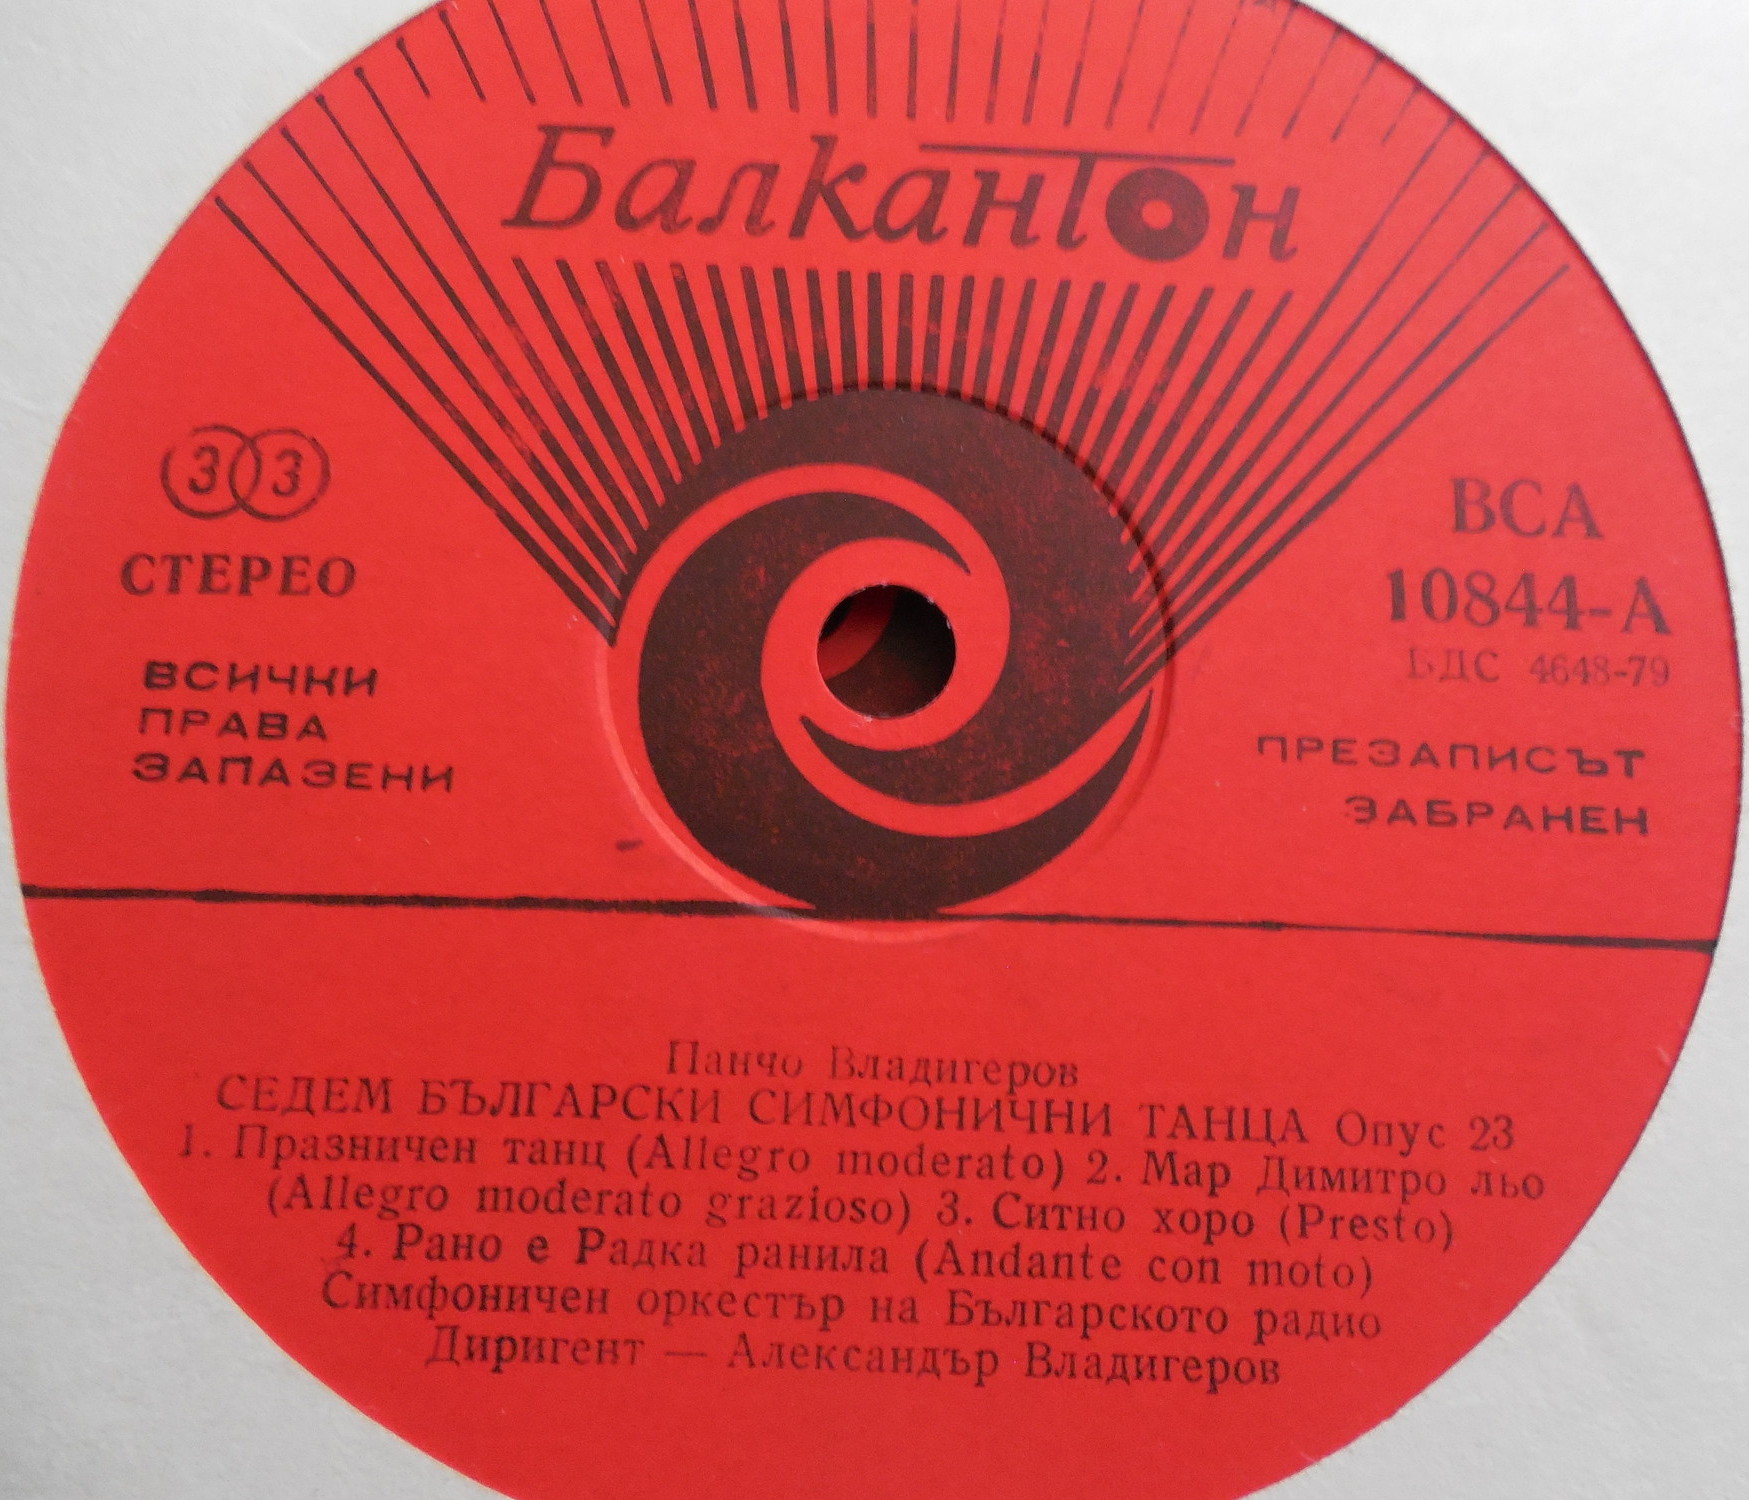 Балкантон
33
СТЕРЕО
ВСИЧКИ
ПРАВА
ЗАПАЗЕНИ
ВСА
10844-А
БДС 4648-79
ПРЕЗАПИСЪТ
ЗАБРАНЕН
Панчо Владигеров
СЕДЕМ БЪЛГАРСКИ СИМФОНИЧНИ ТАНЦА Опус 23
1. Празничен танц (Allegro moderato) 2. Мар Димитро льо
(Allegro moderato grazioso) 3. Ситно хоро (Presto)
4. Рано е Радка ранила (Andante con moto)
Симфоничен оркестър на Българското радио
Диригент — Александър Владигеров